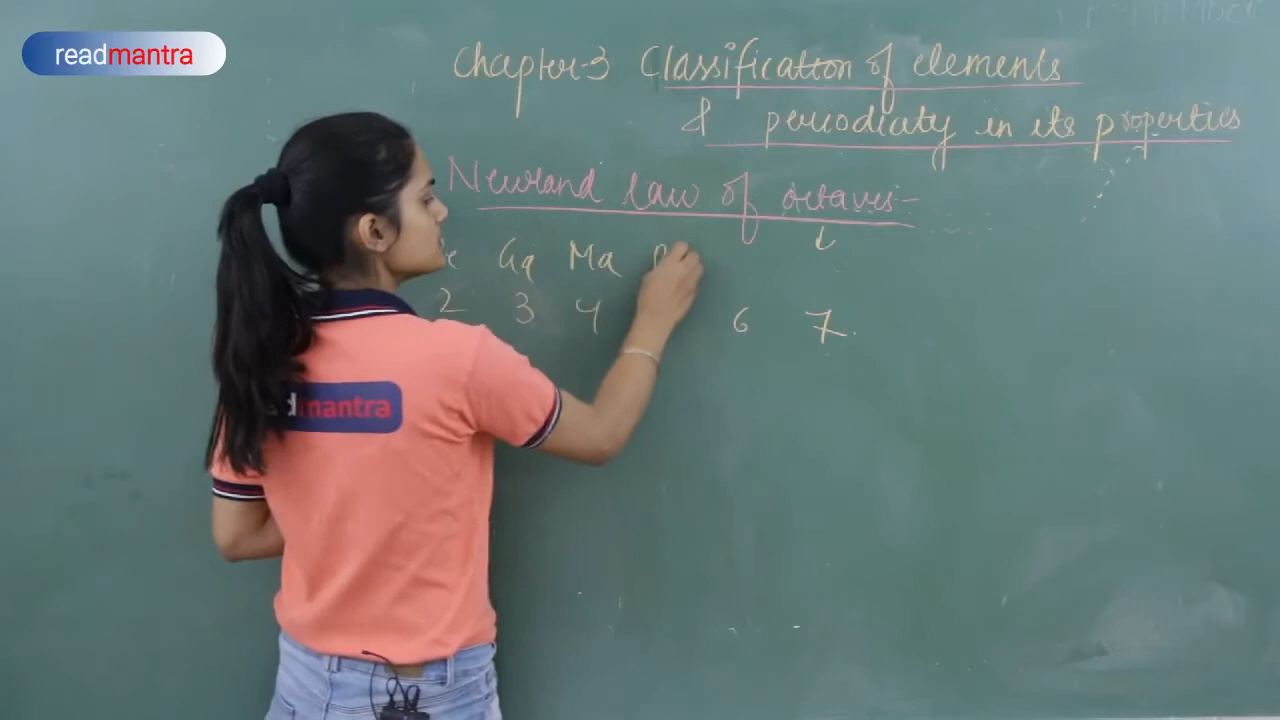 readmantra
Chapter-3 Classification of elements
& periodicaty in its properties
Newland law of octaves-
Ga Ma
2 3 4 6 7
mantra